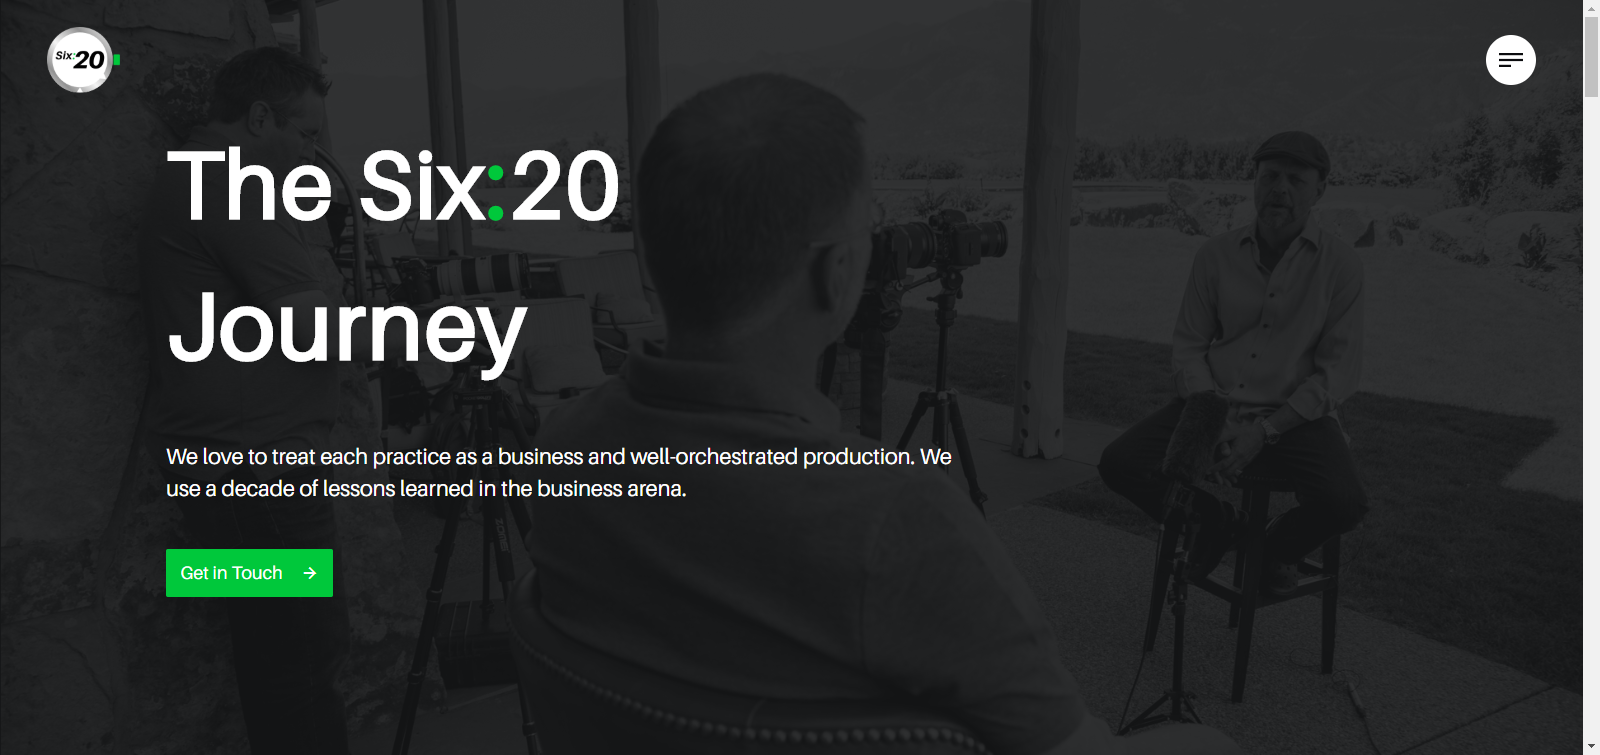 Six:20
The Six:20
Journey
We love to treat each practice as a business and well-orchestrated production. We
use a decade of lessons learned in the business arena.
Get in Touch